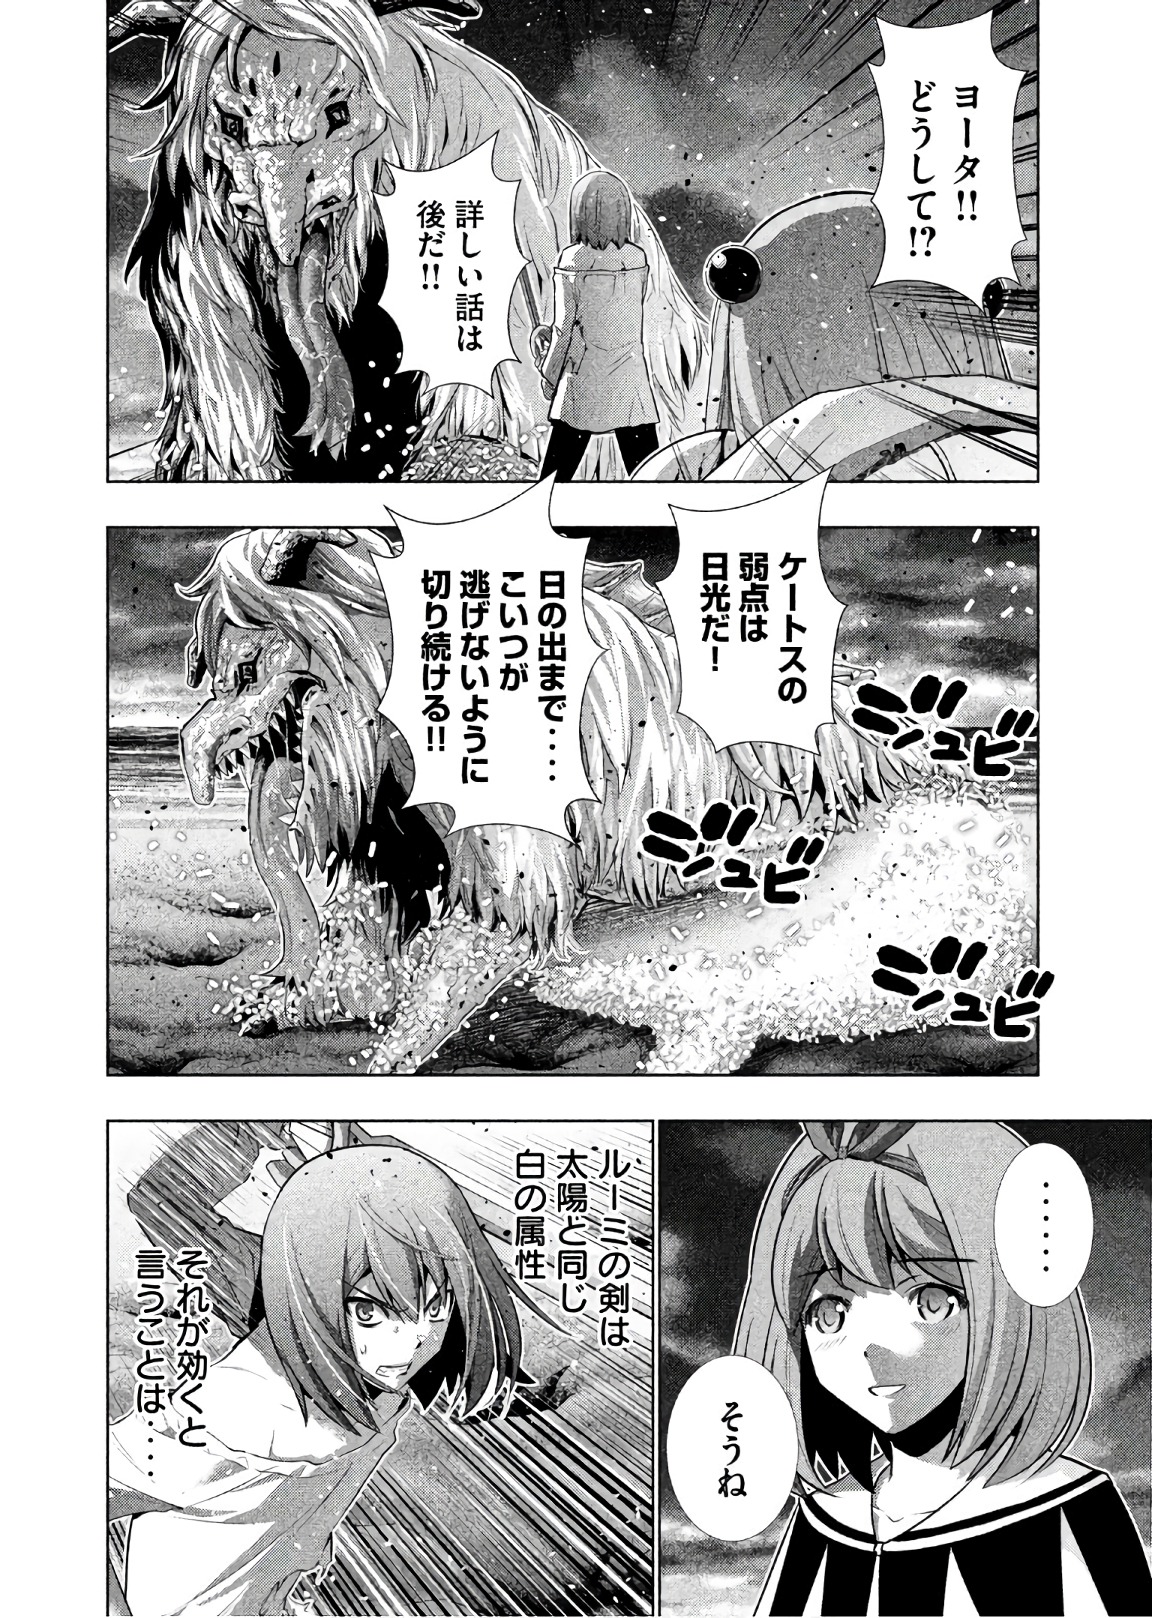 ヨータ!!
どうして!?
詳しい話は
後だ!!
ケートスの
弱点は
日光だ!
日の出まで‥‥
こいつが
逃げないように
切り続ける!!
ジュビ
ジュビ
ジュビ
‥‥‥
そうね
ルーミの剣は
太陽と同じ
白の属性
それが効くと
言うことは‥‥